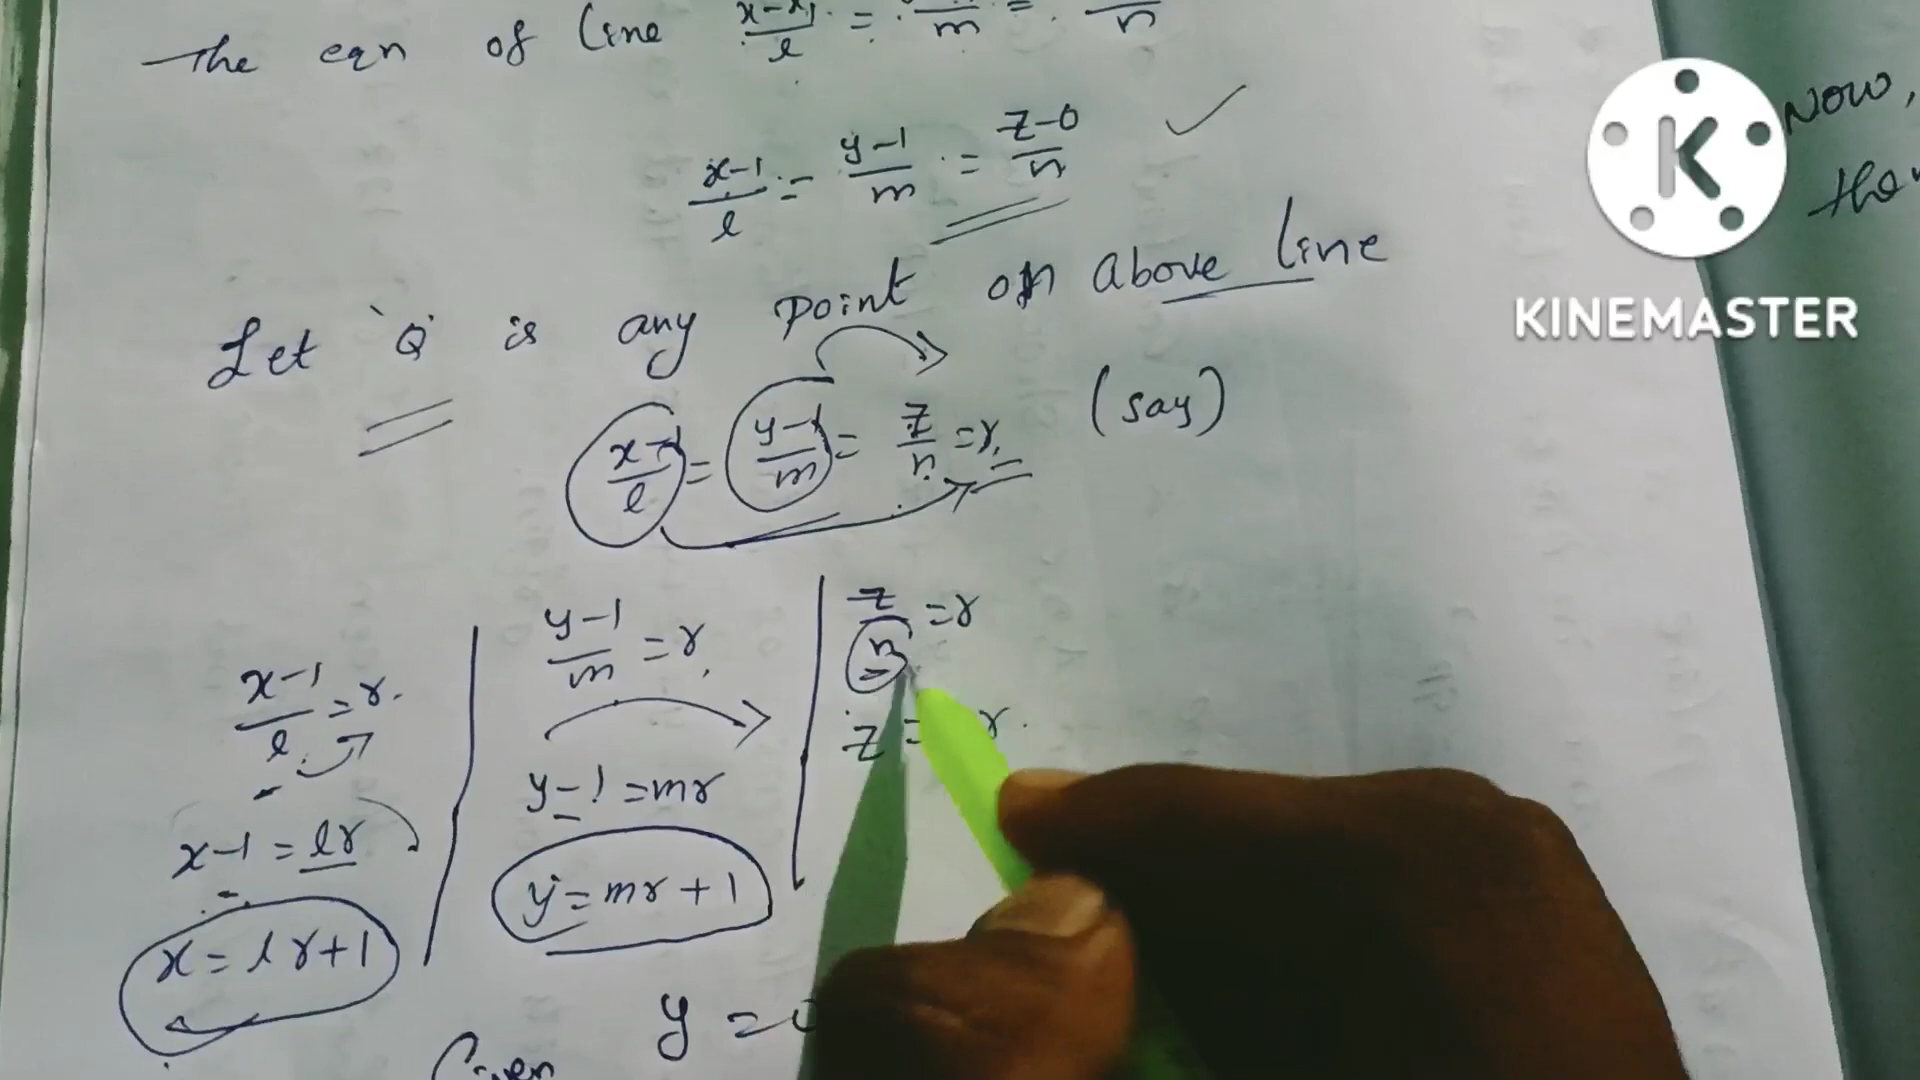 The eqn of line x-x1/l = /m = /n
x-1/l = y-1/m = z-0/n ✓
Let 'Q' is any point on above line
x-1/l = y-1/m = z/n = r (say)
x-1/l = r
x-1 = lr
x = lr+1
y-1/m = r
y-1 = mr
y = mr+1
z/n = r
z = r
Given y =
Now,
KINEMASTER